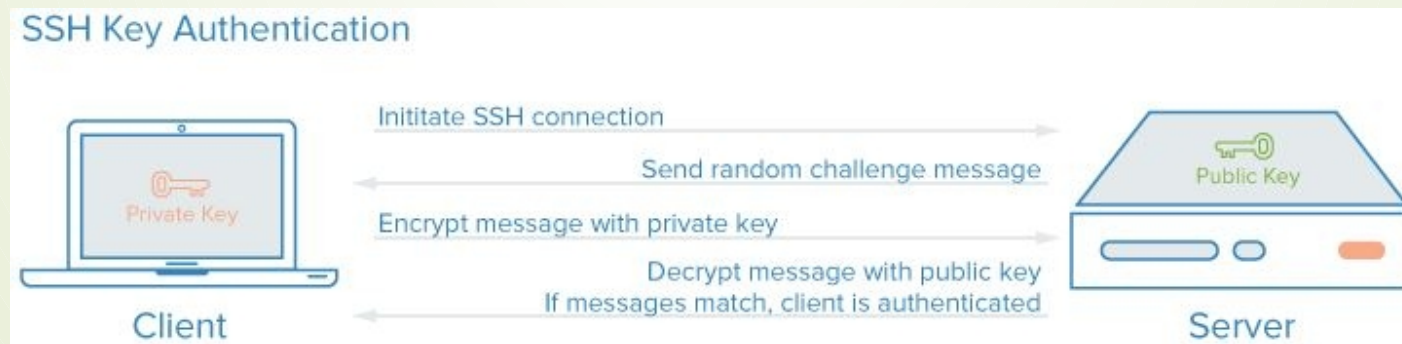 SSH Key Authentication
Inititate SSH connection
Send random challenge message
Public Key
Private Key
Encrypt message with private key
Decrypt message with public key
If messages match, client is authenticated
Client
Server